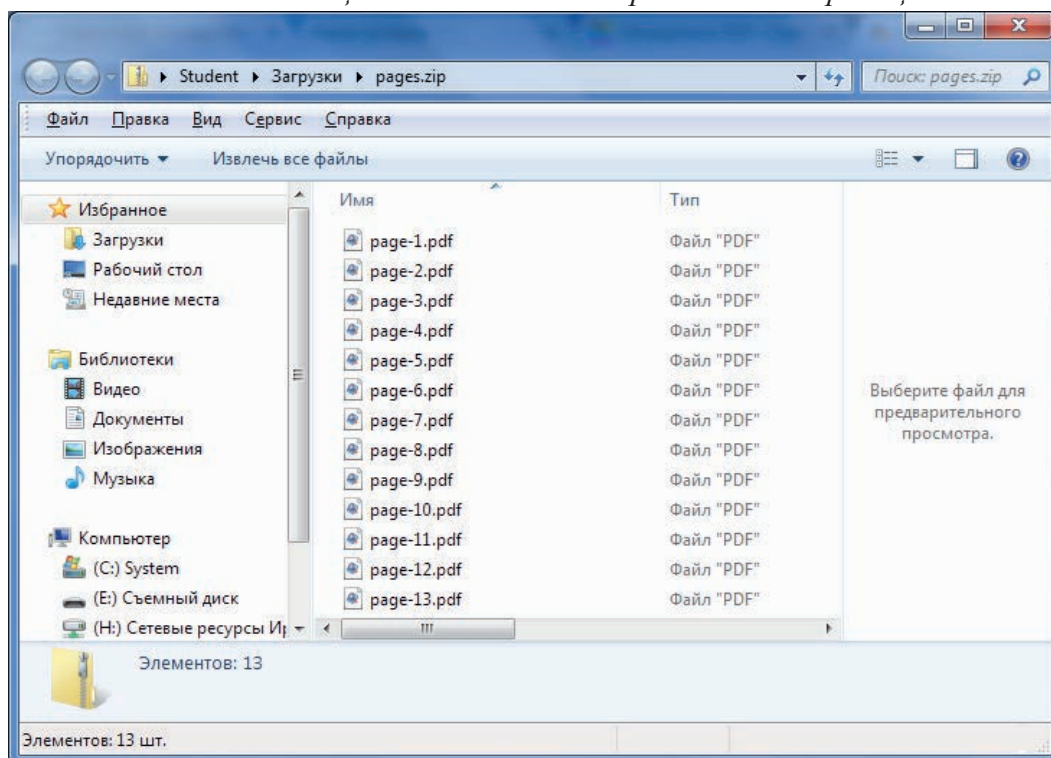 Student ▸ Загрузки ▸ pages.zip
Поиск: pages.zip
Файл Правка Вид Сервис Справка
Упорядочить Извлечь все файлы
Избранное
Загрузки
Рабочий стол
Недавние места
Библиотеки
Видео
Документы
Изображения
Музыка
Компьютер
(C:) System
(E:) Съемный диск
(H:) Сетевые ресурсы
Имя Тип
page-1.pdf Файл "PDF"
page-2.pdf Файл "PDF"
page-3.pdf Файл "PDF"
page-4.pdf Файл "PDF"
page-5.pdf Файл "PDF"
page-6.pdf Файл "PDF"
page-7.pdf Файл "PDF"
page-8.pdf Файл "PDF"
page-9.pdf Файл "PDF"
page-10.pdf Файл "PDF"
page-11.pdf Файл "PDF"
page-12.pdf Файл "PDF"
page-13.pdf Файл "PDF"
Выберите файл для
предварительного
просмотра.
Элементов: 13
Элементов: 13 шт.